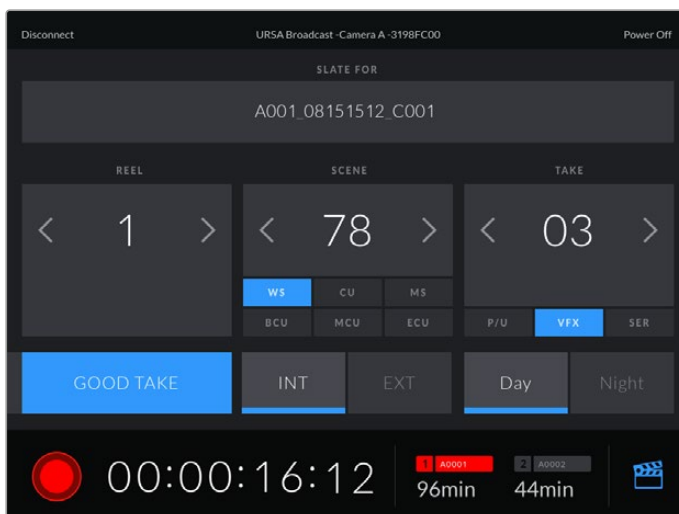 Disconnect URSA Broadcast -Camera A -3198FC00 Power Off
SLATE FOR
A001_08151512_C001
REEL SCENE TAKE
< 1 > < 78 > < 03 >
WS CU MS
BCU MCU ECU P/U VFX SER
GOOD TAKE INT EXT Day Night
00:00:16:12 1 A0001 2 A0002
96min 44min